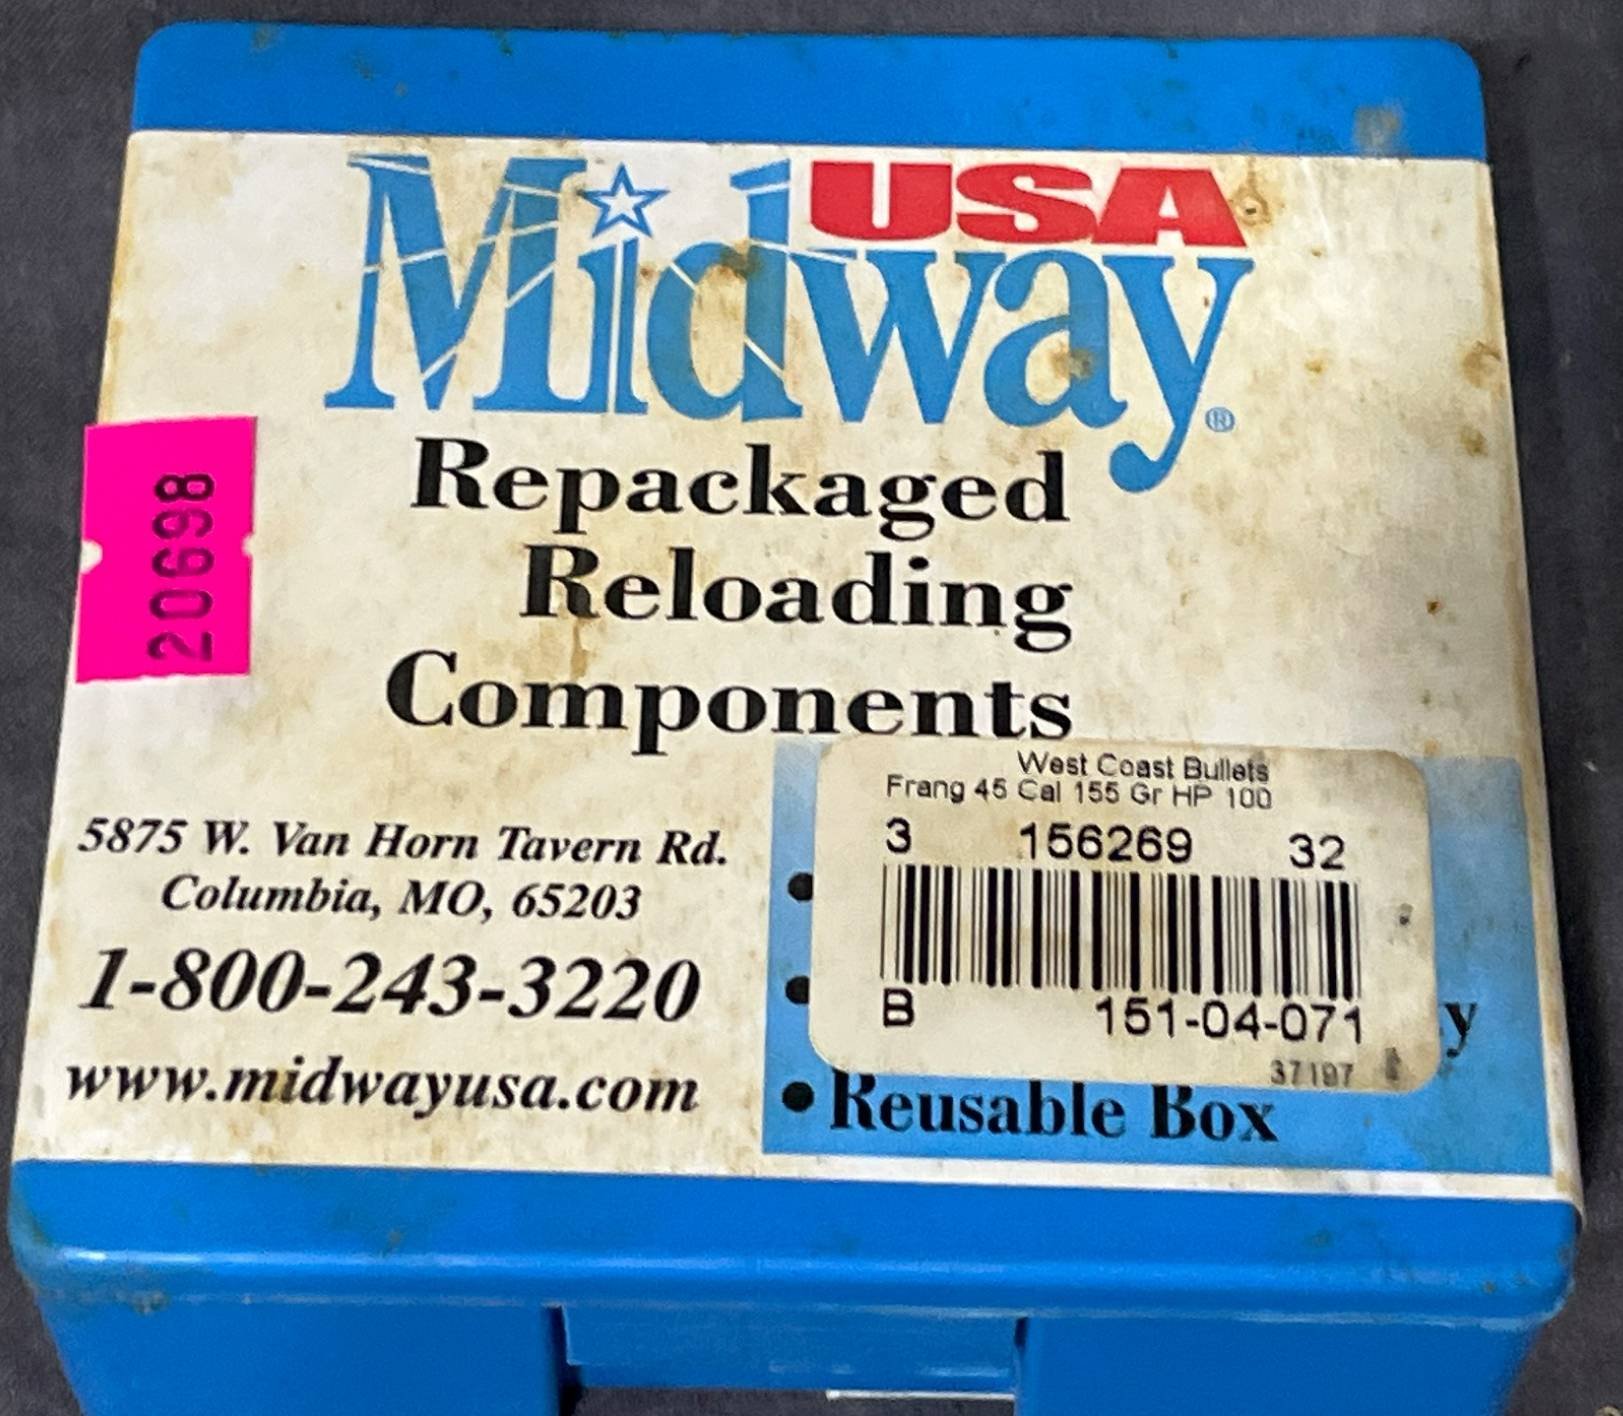 USA
Midway®
Repackaged
Reloading
Components
20698
5875 W. Van Horn Tavern Rd.
Columbia, MO, 65203
1-800-243-3220
www.midwayusa.com
West Coast Bullets
Frang 45 Cal 155 Gr HP 100
3 156269 32
B 151-04-071
37197
y
• Reusable Box